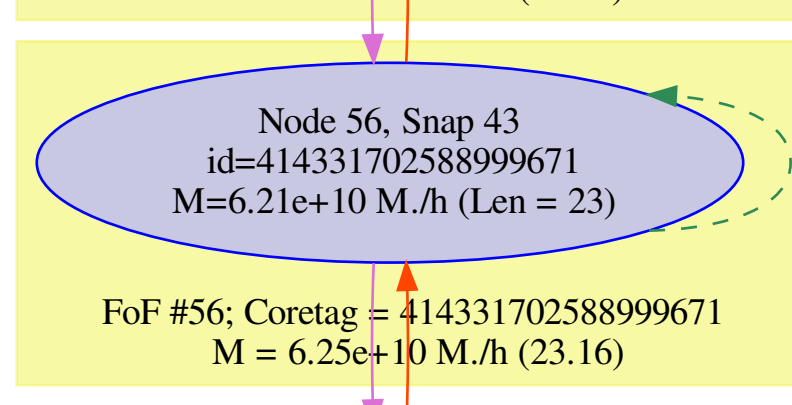 Node 56, Snap 43
id=414331702588999671
M=6.21e+10 M./h (Len = 23)
FoF #56; Coretag = 414331702588999671
M = 6.25e+10 M./h (23.16)